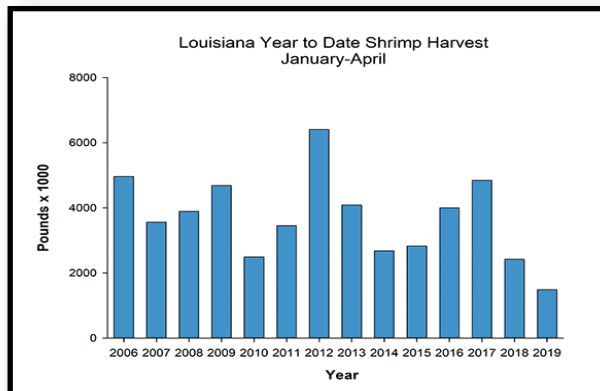 Louisiana Year to Date Shrimp Harvest
January-April
8000
6000
4000
2000
0
Pounds x 1000
2006 2007 2008 2009 2010 2011 2012 2013 2014 2015 2016 2017 2018 2019
Year